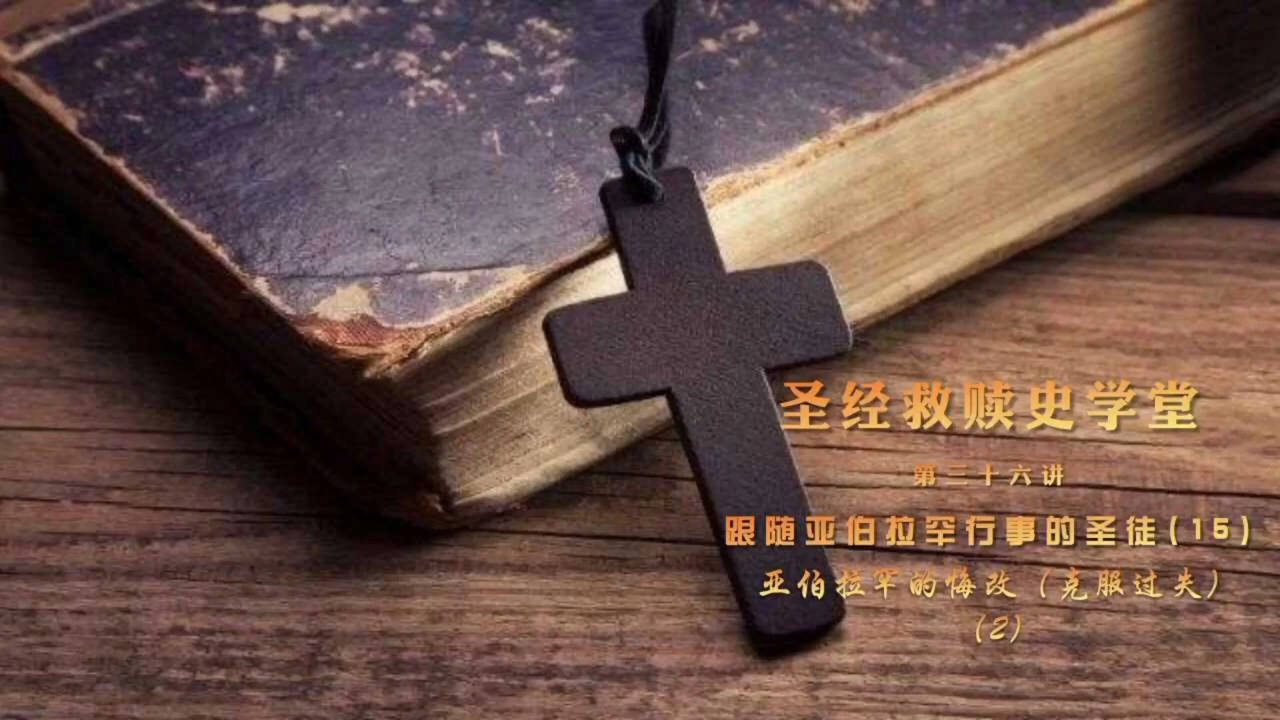 圣经救赎史学堂
第三十六讲
跟随亚伯拉罕行事的圣徒(15)
亚伯拉罕的悔改（克服过失）
(2)